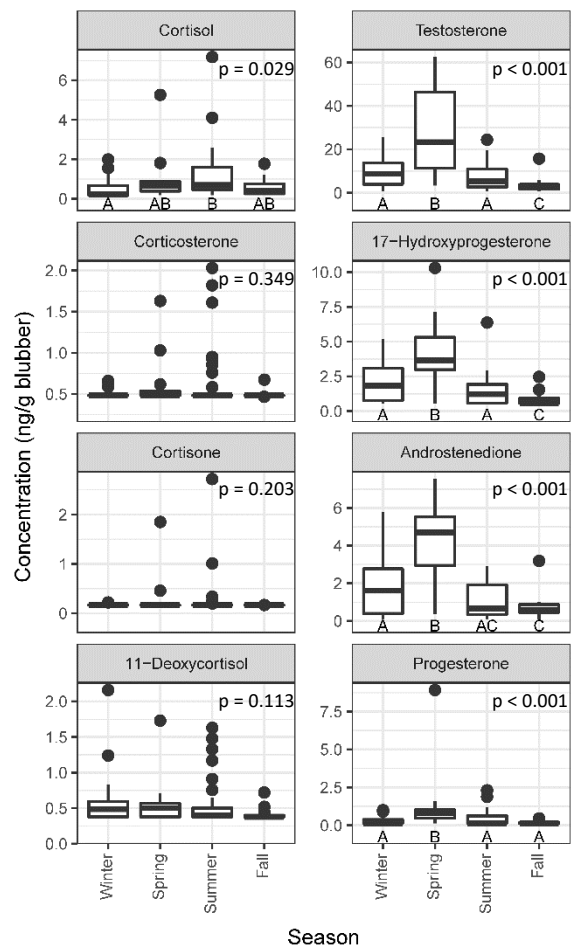 Cortisol
Testosterone
p = 0.029
p < 0.001
6
4
2
0
60
40
20
0
A AB B AB
A B A C
Corticosterone
17−Hydroxyprogesterone
p = 0.349
p < 0.001
2.0
1.5
1.0
0.5
10.0
7.5
5.0
2.5
0.0
A B A C
Cortisone
Androstenedione
p = 0.203
p < 0.001
2
1
0
6
4
2
0
A B AC C
11−Deoxycortisol
Progesterone
p = 0.113
p < 0.001
2.0
1.5
1.0
0.5
0.0
7.5
5.0
2.5
0.0
A B A A
Winter
Spring
Summer
Fall
Winter
Spring
Summer
Fall
Concentration (ng/g blubber)
Season